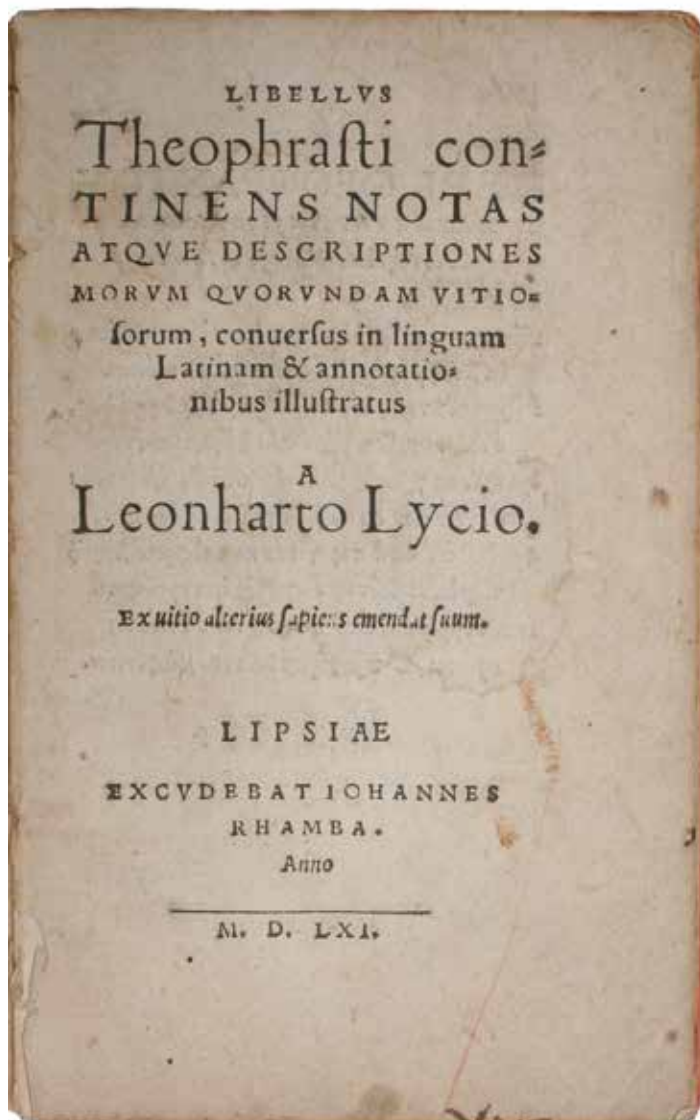 LIBELLVS
Theophraſti con⸗
TINENS NOTAS
ATQVE DESCRIPTIONES
MORVM QVORVNDAM VITIO⸗
ſorum, conuerſus in linguam
Latinam & annotatio⸗
nibus illuſtratus
A
Leonharto Lycio.
Ex uitio alterius ſapiens emendat ſuum.
LIPSIAE
EXCVDEBAT IOHANNES
RHAMBA.
Anno
M. D. LXI.